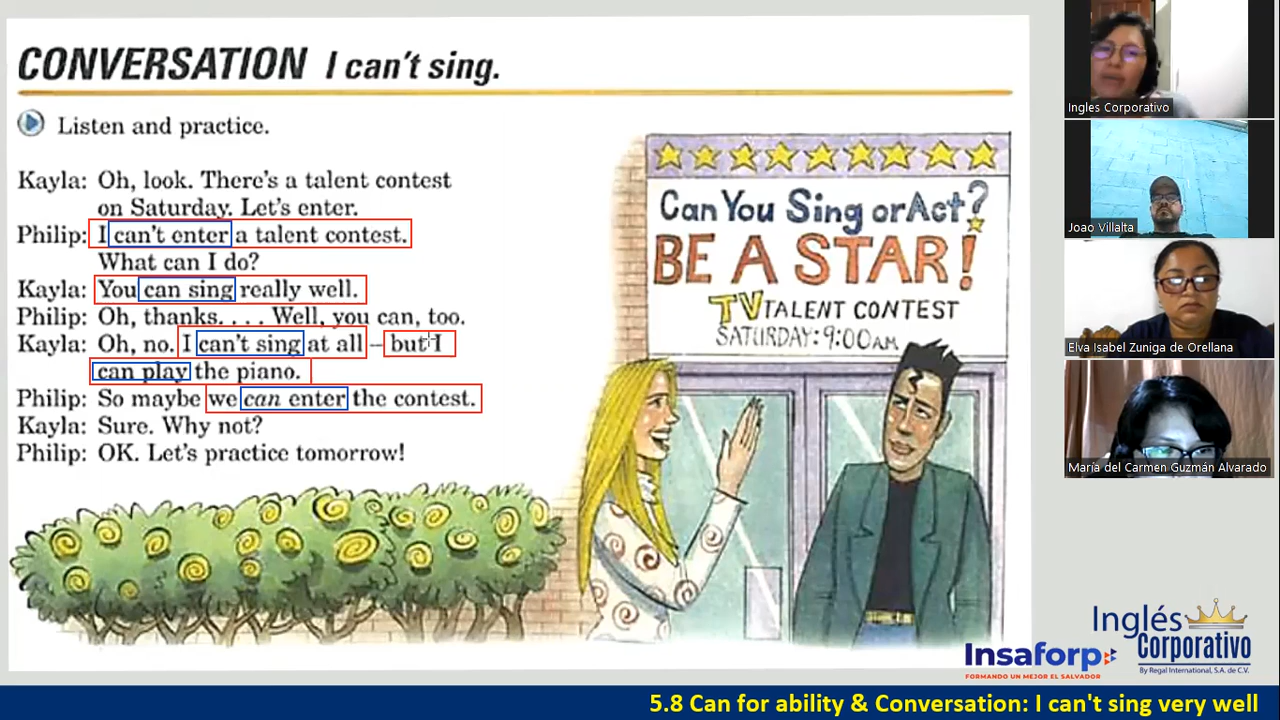 CONVERSATION I can't sing.
Listen and practice.
Kayla: Oh, look. There's a talent contest
on Saturday. Let's enter.
Philip: I can't enter a talent contest.
What can I do?
Kayla: You can sing really well.
Philip: Oh, thanks. . . . Well, you can, too.
Kayla: Oh, no. I can't sing at all – but I
can play the piano.
Philip: So maybe we can enter the contest.
Kayla: Sure. Why not?
Philip: OK. Let's practice tomorrow!
Can You Sing or Act?
BE A STAR!
TV TALENT CONTEST
SATURDAY: 9:00 AM
Ingles Corporativo
Joao Villalta
Elva Isabel Zuniga de Orellana
María del Carmen Guzmán Alvarado
Insaforp
FORMANDO UN MEJOR EL SALVADOR
Inglés
Corporativo
By Regal International, S.A. de C.V.
5.8 Can for ability & Conversation: I can't sing very well